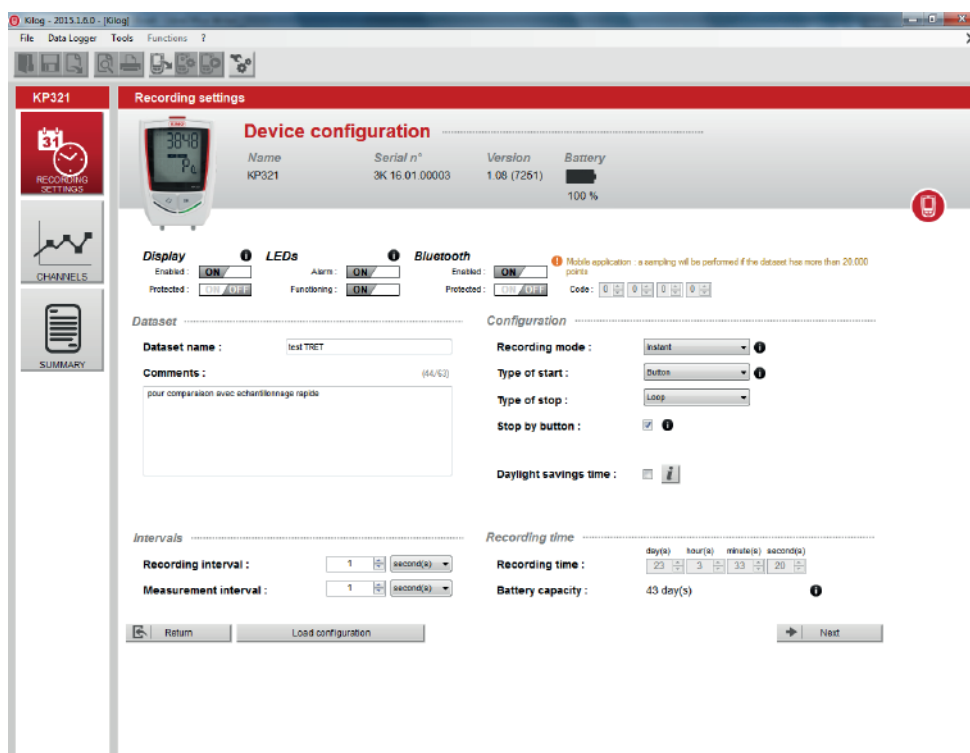 Kilog - 2015.1.6.0 - [Kilog]
File Data Logger Tools Functions ?
KP321
Recording settings
31
RECORDING SETTINGS
CHANNELS
SUMMARY
3848
Pa
Device configuration
Name Serial n° Version Battery
KP321 3K 16.01.00003 1.08 (7251)
100 %
Display LEDs Bluetooth
Enabled : ON Alarm : ON Enabled : ON
Mobile application : a sampling will be performed if the dataset has more than 20.000 points
Protected : ON OFF Functioning : ON Protected : ON OFF Code : 0 0 0 0
Dataset
Dataset name : test TRET
Comments : (44/63)
pour comparaison avec echantillonnage rapide
Configuration
Recording mode : Instant
Type of start : Button
Type of stop : Loop
Stop by button :
Daylight savings time : i
Intervals
Recording interval : 1 second(s)
Measurement interval : 1 second(s)
Recording time
day(s) hour(s) minute(s) second(s)
Recording time : 23 3 33 20
Battery capacity : 43 day(s)
Return Load configuration Next